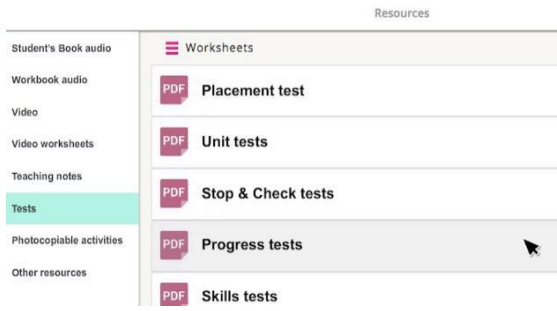 Resources
Student's Book audio
Workbook audio
Video
Video worksheets
Teaching notes
Tests
Photocopiable activities
Other resources
Worksheets
PDF Placement test
PDF Unit tests
PDF Stop & Check tests
PDF Progress tests
PDF Skills tests